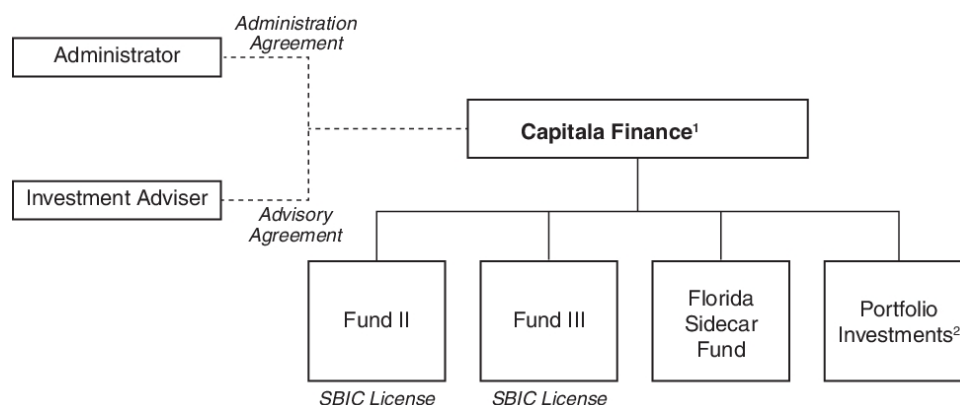 Administration
Agreement
Administrator
Capitala Finance¹
Investment Adviser
Advisory
Agreement
Fund II
Fund III
Florida
Sidecar
Fund
Portfolio
Investments²
SBIC License
SBIC License